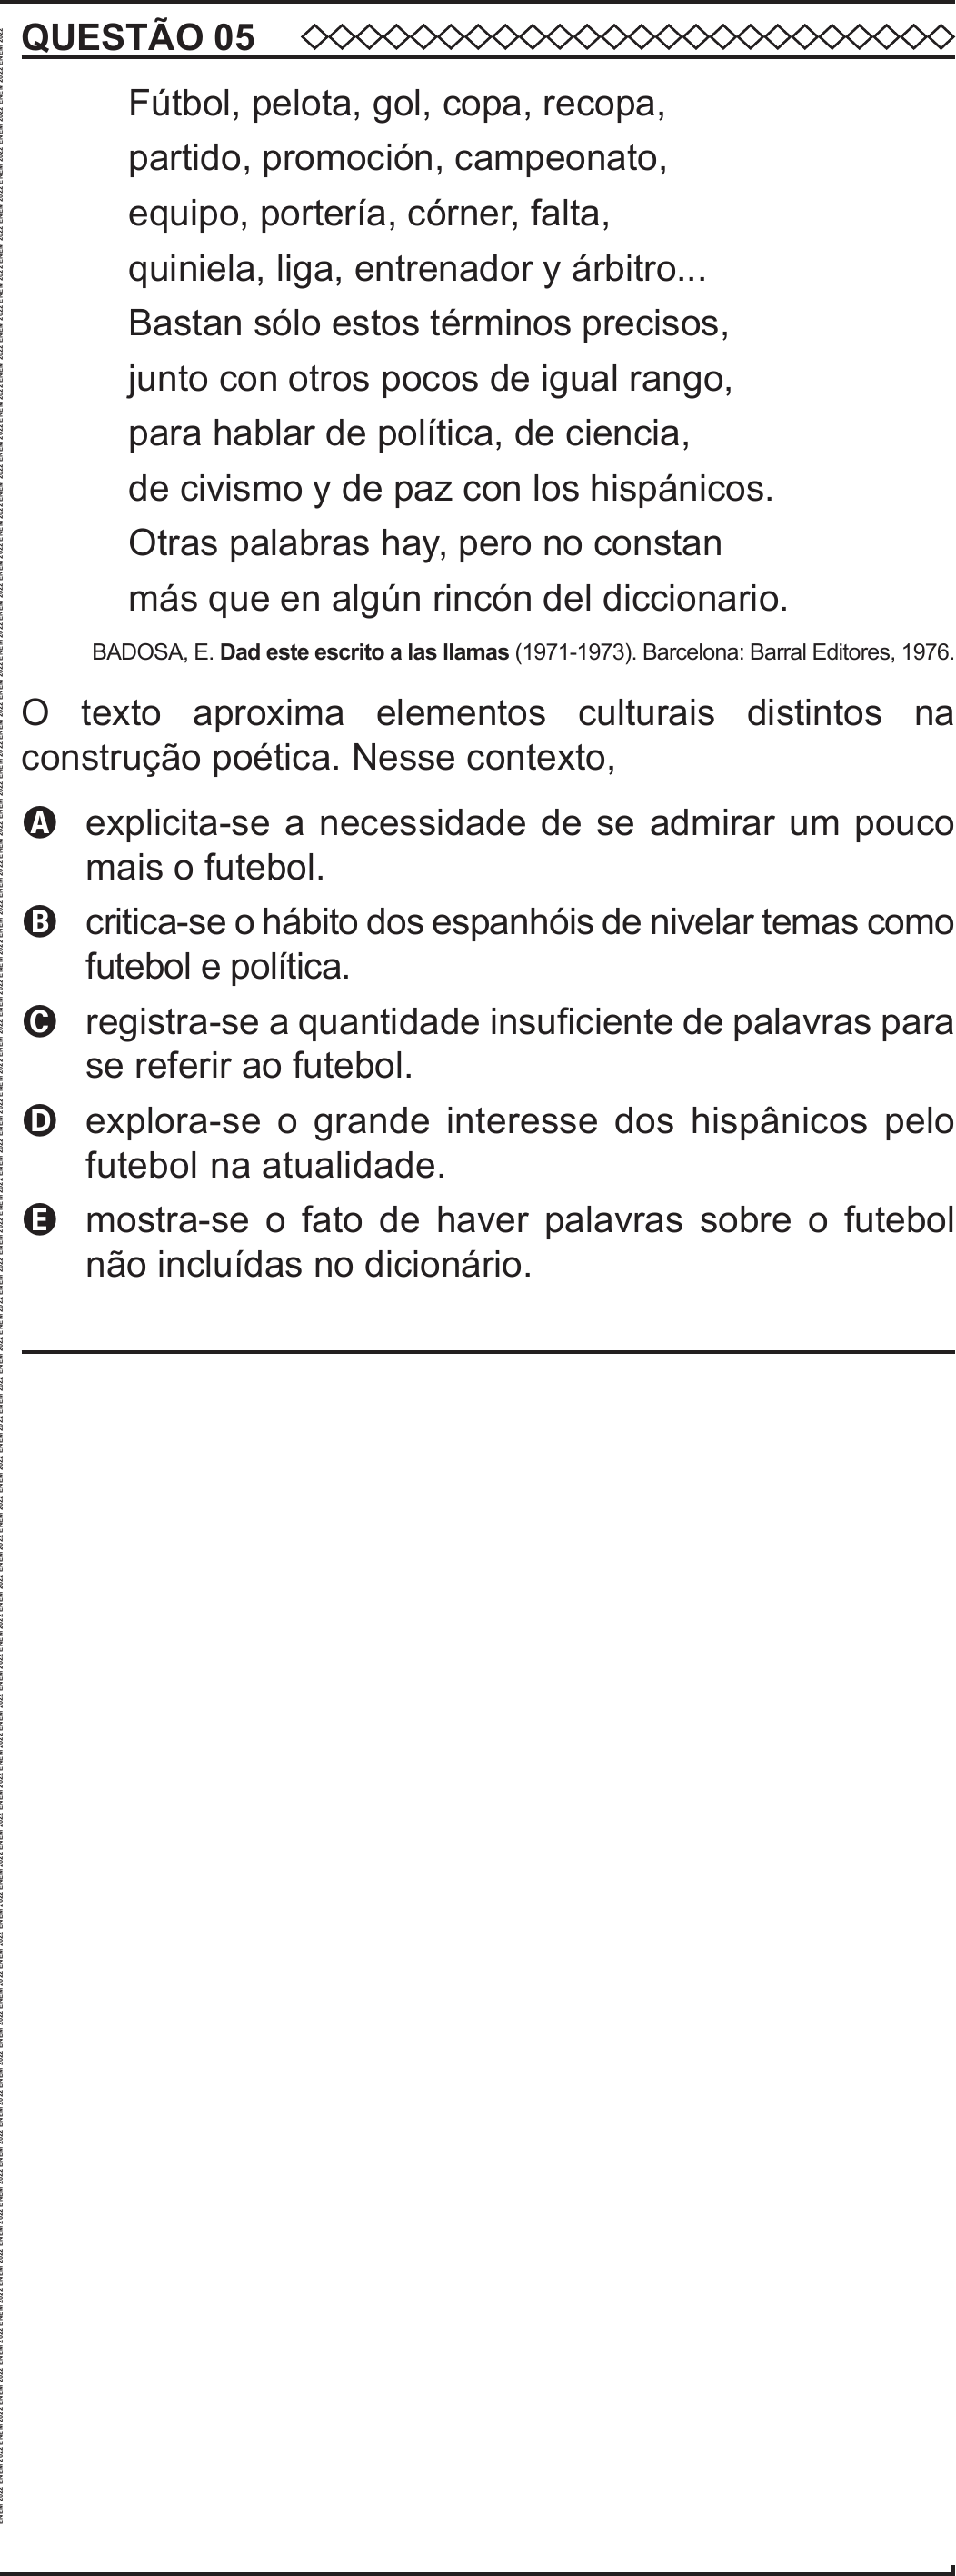 QUESTÃO 05
Fútbol, pelota, gol, copa, recopa,
partido, promoción, campeonato,
equipo, portería, córner, falta,
quiniela, liga, entrenador y árbitro...
Bastan sólo estos términos precisos,
junto con otros pocos de igual rango,
para hablar de política, de ciencia,
de civismo y de paz con los hispánicos.
Otras palabras hay, pero no constan
más que en algún rincón del diccionario.
BADOSA, E. Dad este escrito a las llamas (1971-1973). Barcelona: Barral Editores, 1976.
O texto aproxima elementos culturais distintos na
construção poética. Nesse contexto,
A explicita-se a necessidade de se admirar um pouco
mais o futebol.
B critica-se o hábito dos espanhóis de nivelar temas como
futebol e política.
C registra-se a quantidade insuficiente de palavras para
se referir ao futebol.
D explora-se o grande interesse dos hispânicos pelo
futebol na atualidade.
E mostra-se o fato de haver palavras sobre o futebol
não incluídas no dicionário.